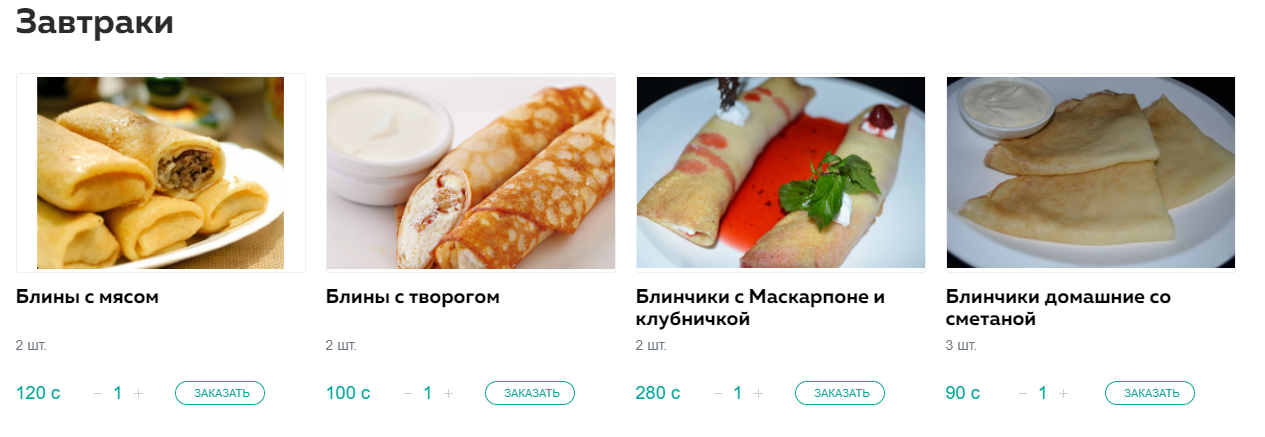 Завтраки
Блины с мясом
2 шт.
120 с − 1 + ЗАКАЗАТЬ
Блины с творогом
2 шт.
100 с − 1 + ЗАКАЗАТЬ
Блинчики с Маскарпоне и
клубничкой
2 шт.
280 с − 1 + ЗАКАЗАТЬ
Блинчики домашние со
сметаной
3 шт.
90 с − 1 + ЗАКАЗАТЬ